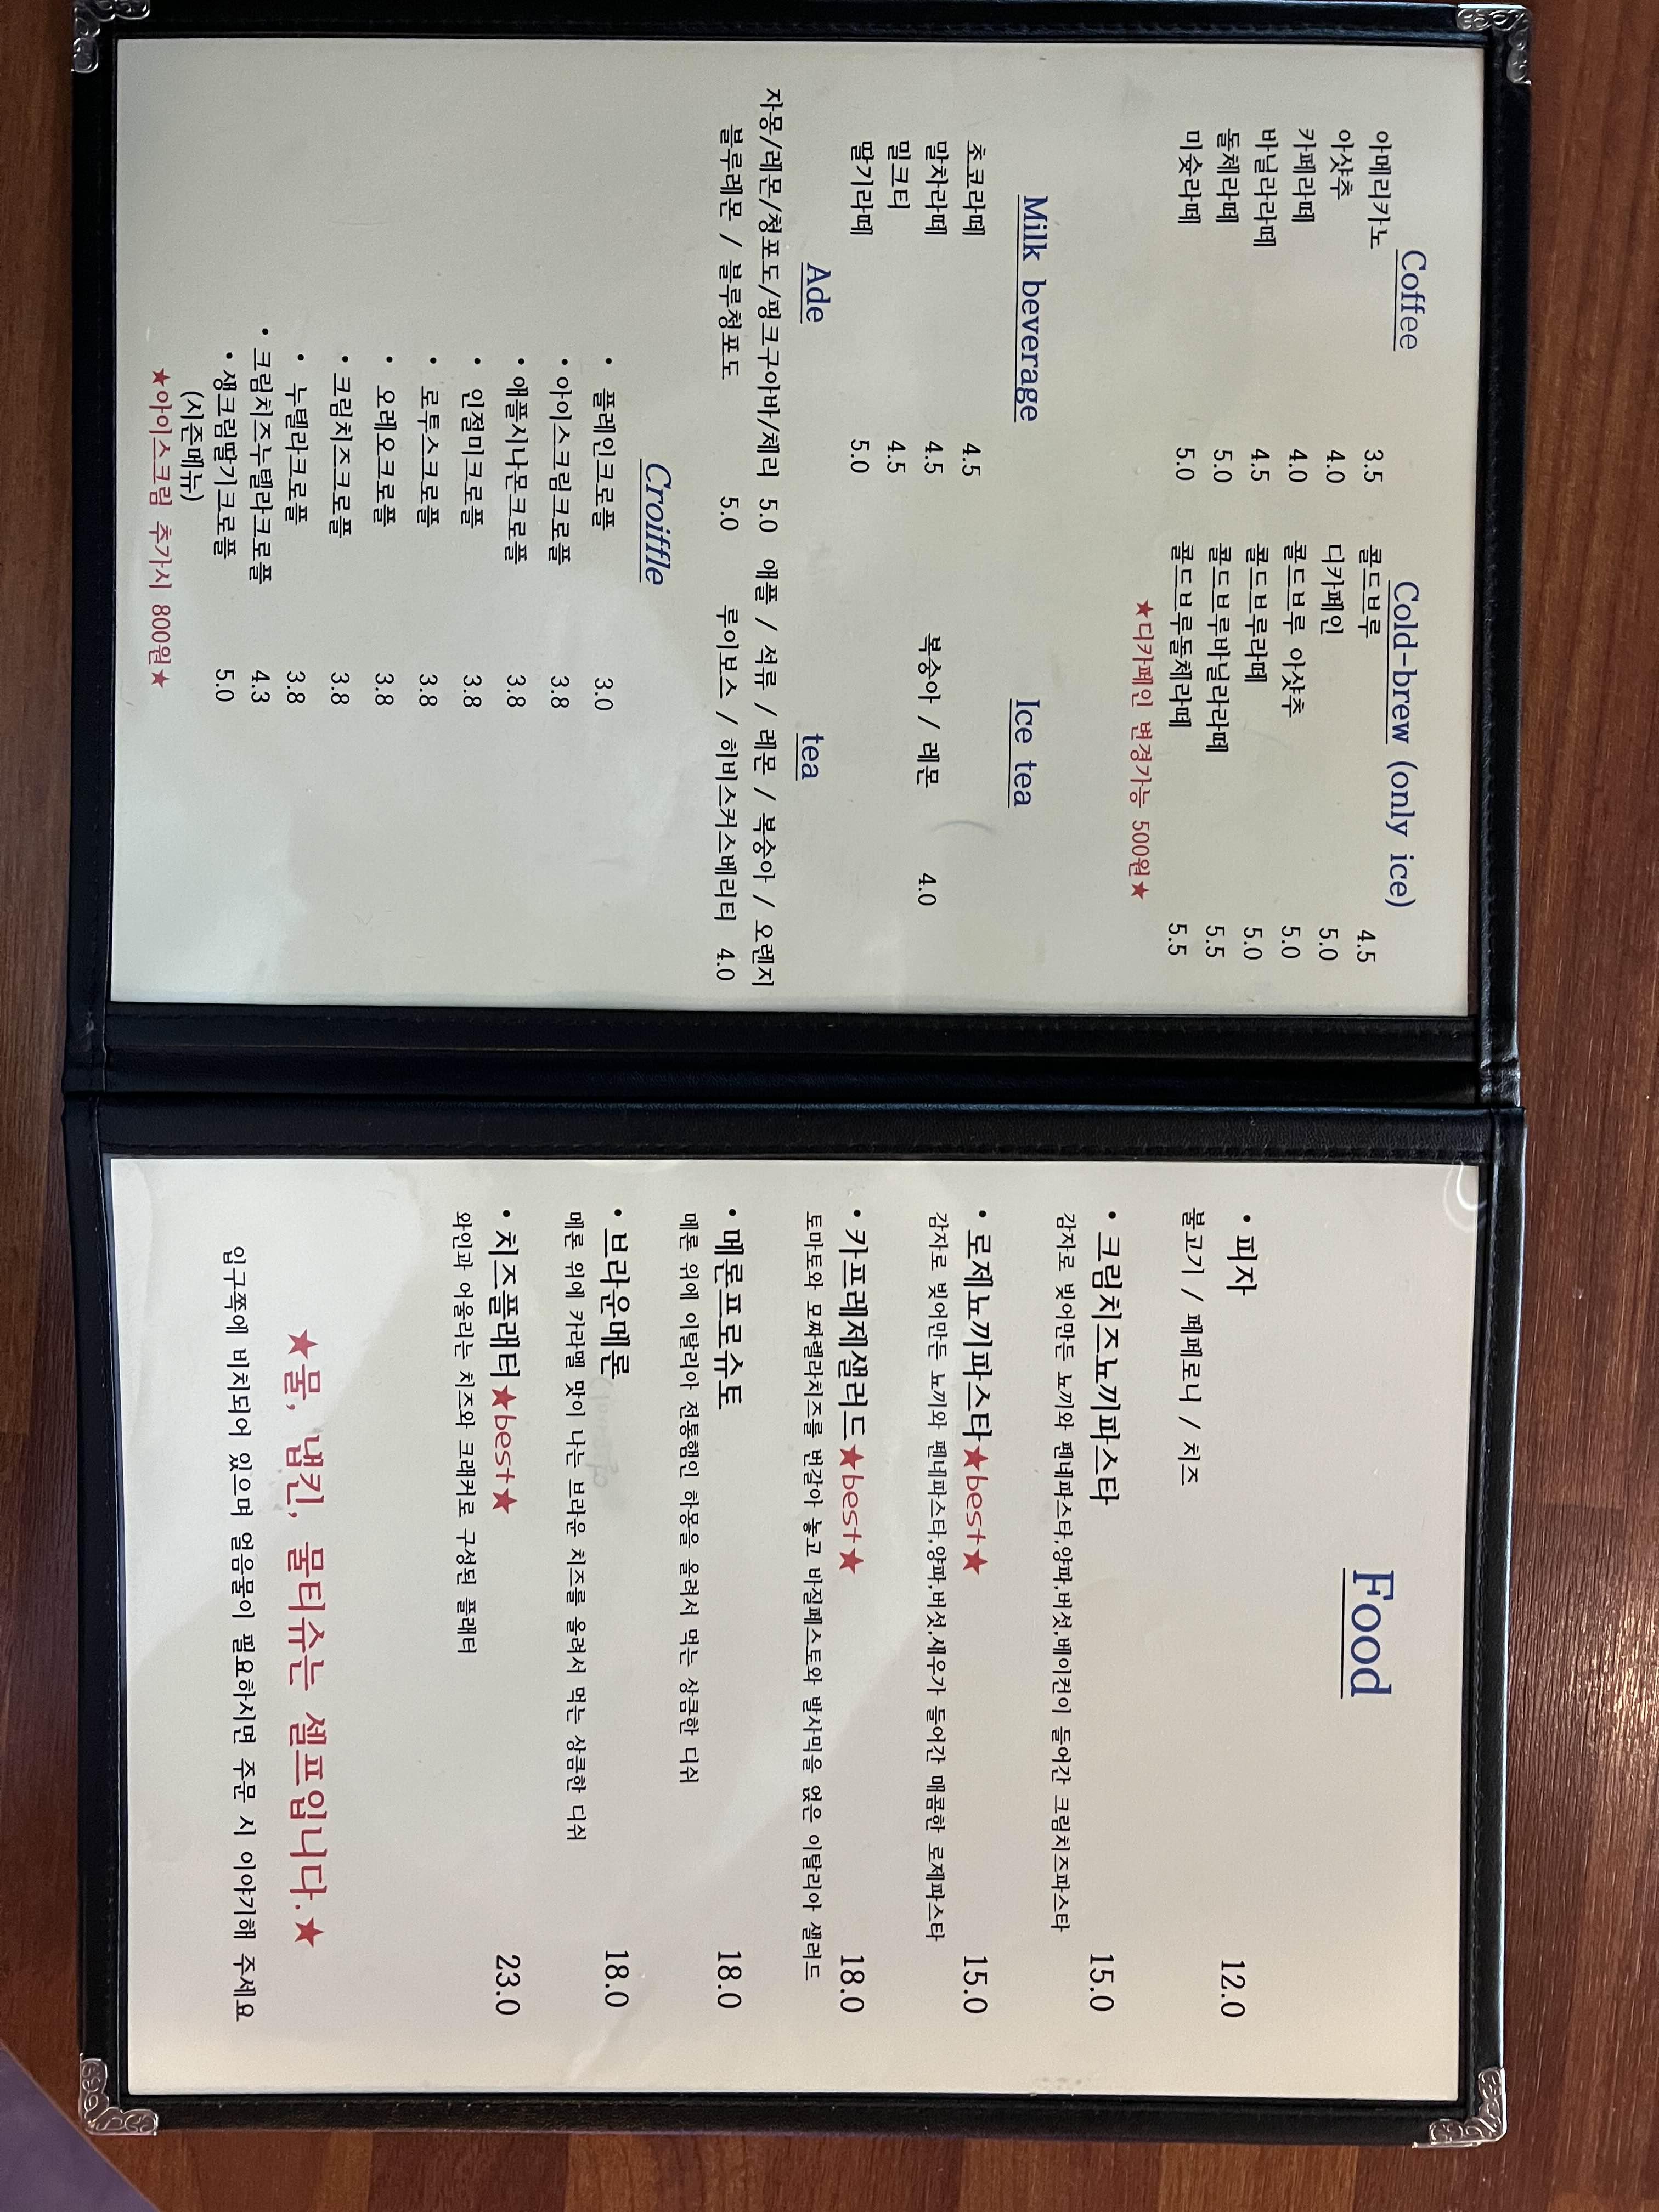 Coffee
아메리카노 3.5
아샷추 4.0
카페라떼 4.0
바닐라라떼 4.5
돌체라떼 5.0
미숫라떼 5.0
Cold-brew (only ice)
콜드브루 4.5
디카페인 5.0
콜드브루 아샷추 5.0
콜드브루라떼 5.0
콜드브루바닐라라떼 5.5
콜드브루돌체라떼 5.5
★디카페인 변경가능 500원★
Milk beverage
초코라떼 4.5
말차라떼 4.5
밀크티 4.5
딸기라떼 5.0
Ice tea
복숭아 / 레몬 4.0
Ade
자몽/레몬/청포도/핑크구아바/체리 5.0
블루레몬 / 블루청포도 5.0
tea
애플 / 석류 / 레몬 / 복숭아 / 오렌지
루이보스 / 히비스커스베리티 4.0
Croiffle
• 플레인크로플 3.0
• 아이스크림크로플 3.8
• 애플시나몬크로플 3.8
• 인절미크로플 3.8
• 로투스크로플 3.8
• 오레오크로플 3.8
• 크림치즈크로플 3.8
• 누텔라크로플 3.8
• 크림치즈누텔라크로플 4.3
• 생크림딸기크로플 5.0
(시즌메뉴)
★아이스크림 추가시 800원★
Food
• 피자 12.0
불고기 / 페페로니 / 치즈
• 크림치즈뇨끼파스타 15.0
감자로 빚어만든 뇨끼와 펜네파스타,양파,버섯,베이컨이 들어간 크림치즈파스타
• 로제뇨끼파스타★best★ 15.0
감자로 빚어만든 뇨끼와 펜네파스타,양파,버섯,새우가 들어간 매콤한 로제파스타
• 카프레제샐러드★best★ 18.0
토마토와 모짜렐라치즈를 번갈아 놓고 바질페스토와 발사믹을 얹은 이탈리아 샐러드
• 메론프로슈토 18.0
메론 위에 이탈리아 전통햄인 하몽을 올려서 먹는 상큼한 디쉬
• 브라운메론 18.0
메론 위에 카라멜 맛이 나는 브라운 치즈를 올려서 먹는 상큼한 디쉬
• 치즈플래터★best★ 23.0
와인과 어울리는 치즈와 크래커로 구성된 플래터
★물, 냅킨, 물티슈는 셀프입니다.★
입구쪽에 비치되어 있으며 얼음물이 필요하시면 주문 시 이야기해 주세요